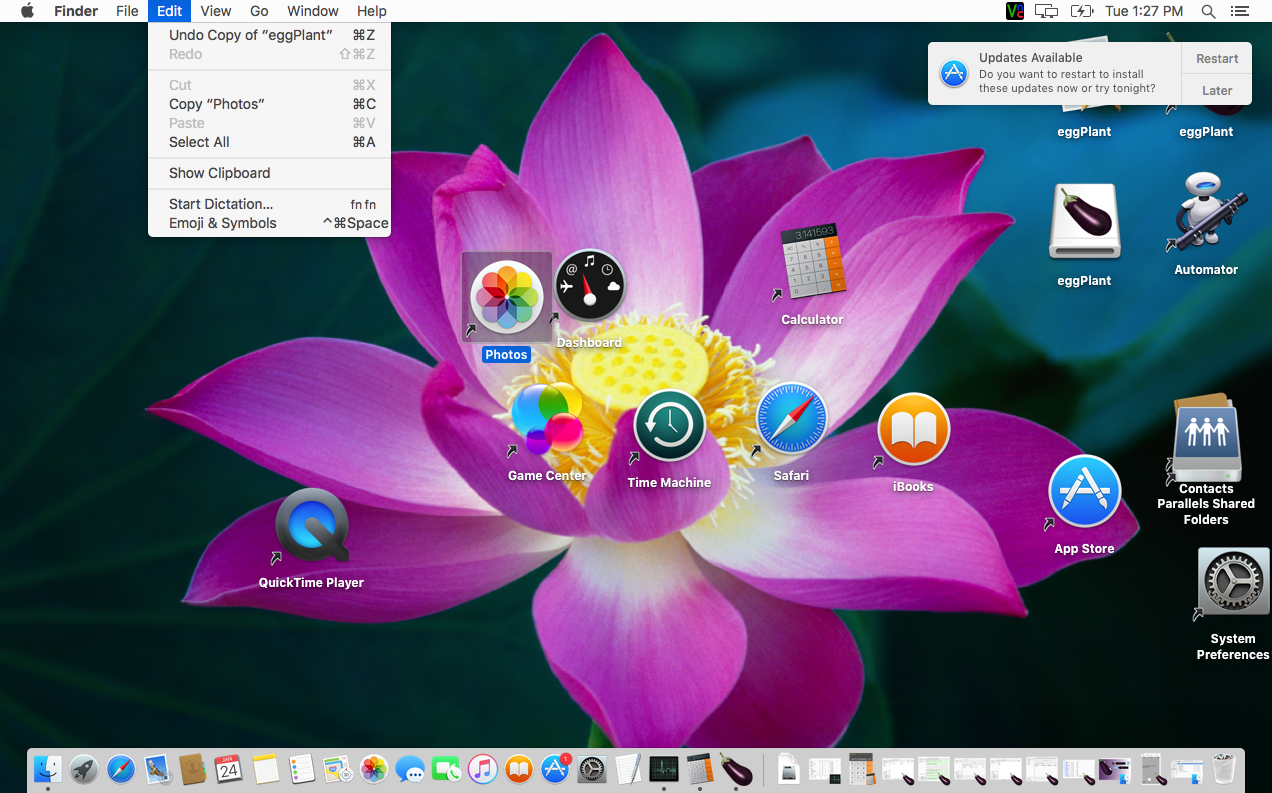 Finder File Edit View Go Window Help
Tue 1:27 PM
Undo Copy of “eggPlant” ⌘Z
Redo ⇧⌘Z
Cut ⌘X
Copy “Photos” ⌘C
Paste ⌘V
Select All ⌘A
Show Clipboard
Start Dictation... fn fn
Emoji & Symbols ^⌘Space
Updates Available
Do you want to restart to install
these updates now or try tonight?
Restart
Later
eggPlant
eggPlant
eggPlant
Automator
3.141593
Calculator
Dashboard
Photos
Game Center
Time Machine
Safari
iBooks
Contacts
Parallels Shared
Folders
App Store
QuickTime Player
System
Preferences
JAN
24
1